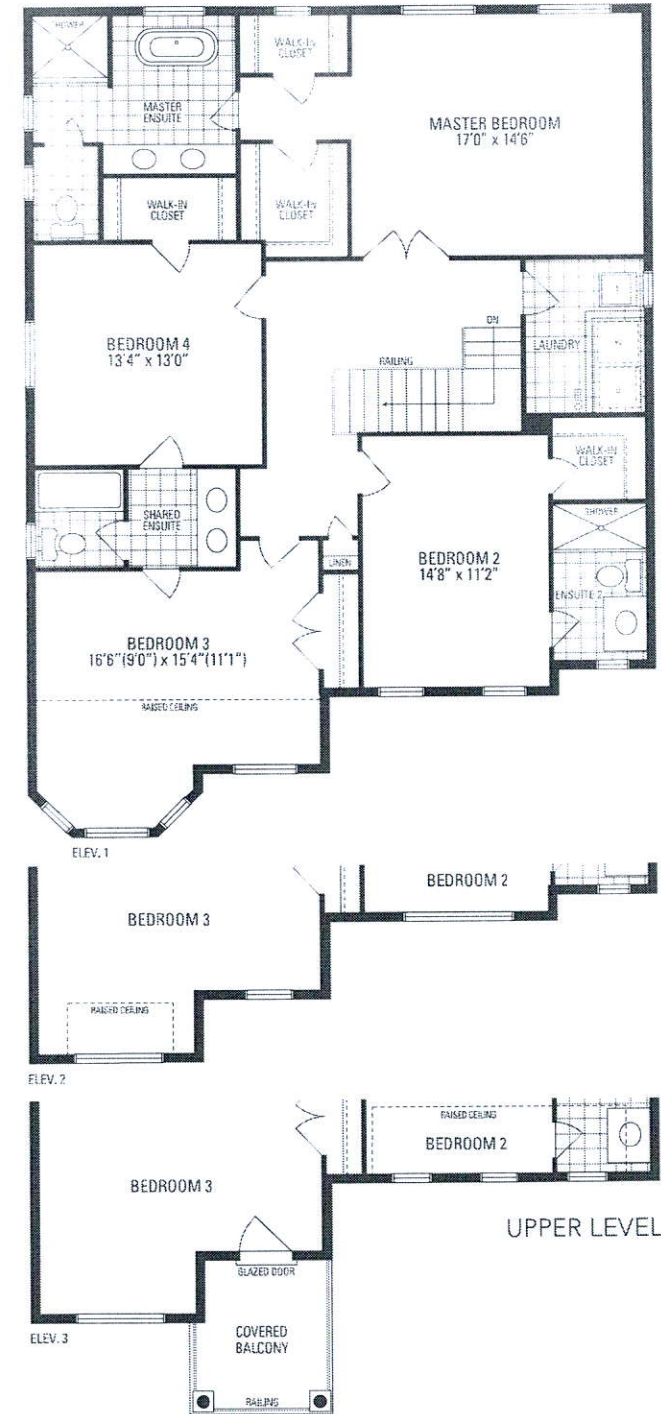 SHOWER
WALK-IN
CLOSET
MASTER
ENSUITE
MASTER BEDROOM
17'0" x 14'6"
WALK-IN
CLOSET
WALK-IN
CLOSET
BEDROOM 4
13'4" x 13'0"
DN
RAILING
LAUNDRY
WALK-IN
CLOSET
SHARED
ENSUITE
SHOWER
LINEN
BEDROOM 2
14'8" x 11'2"
ENSUITE 2
BEDROOM 3
16'6"(9'0") x 15'4"(11'1")
RAISED CEILING
ELEV. 1
BEDROOM 2
BEDROOM 3
RAISED CEILING
ELEV. 2
RAISED CEILING
BEDROOM 2
BEDROOM 3
UPPER LEVEL
GLAZED DOOR
ELEV. 3
COVERED
BALCONY
RAILING